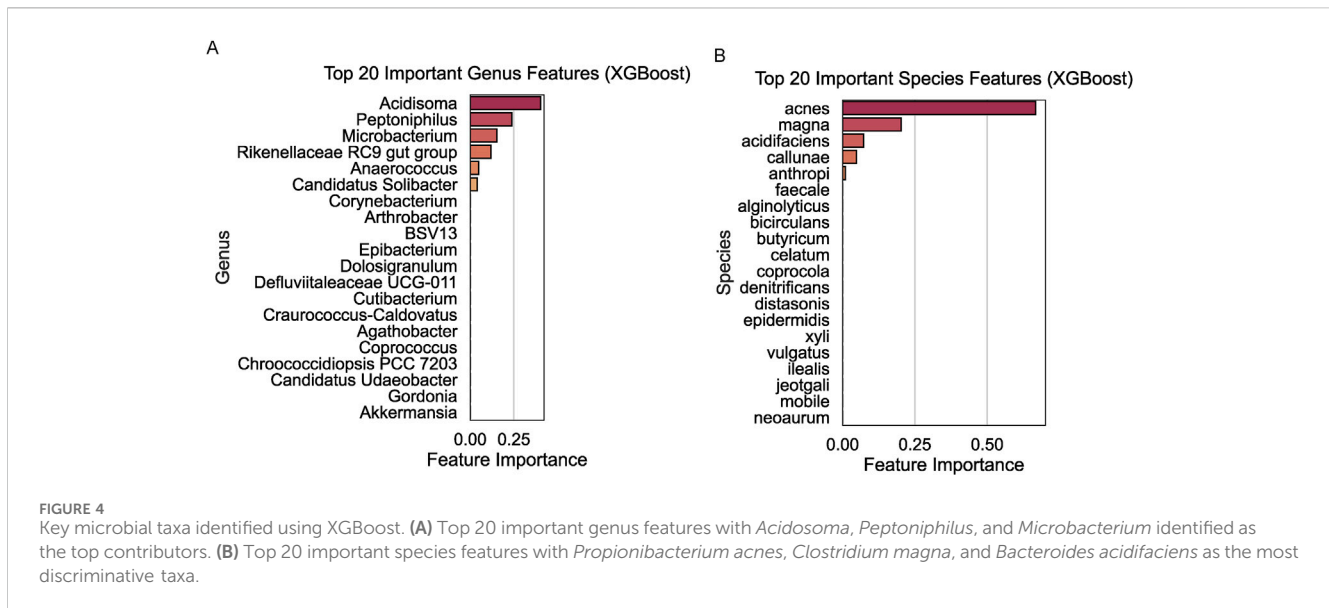 A
Top 20 Important Genus Features (XGBoost)
Genus
Acidisoma
Peptoniphilus
Microbacterium
Rikenellaceae RC9 gut group
Anaerococcus
Candidatus Solibacter
Corynebacterium
Arthrobacter
BSV13
Epibacterium
Dolosigranulum
Defluviitaleaceae UCG-011
Cutibacterium
Craurococcus-Caldovatus
Agathobacter
Coprococcus
Chroococcidiopsis PCC 7203
Candidatus Udaeobacter
Gordonia
Akkermansia
0.00 0.25
Feature Importance
B
Top 20 Important Species Features (XGBoost)
Species
acnes
magna
acidifaciens
callunae
anthropi
faecale
alginolyticus
bicirculans
butyricum
celatum
coprocola
denitrificans
distasonis
epidermidis
xyli
vulgatus
ilealis
jeotgali
mobile
neoaurum
0.00 0.25 0.50
Feature Importance
FIGURE 4
Key microbial taxa identified using XGBoost. (A) Top 20 important genus features with Acidosoma, Peptoniphilus, and Microbacterium identified as
the top contributors. (B) Top 20 important species features with Propionibacterium acnes, Clostridium magna, and Bacteroides acidifaciens as the most
discriminative taxa.